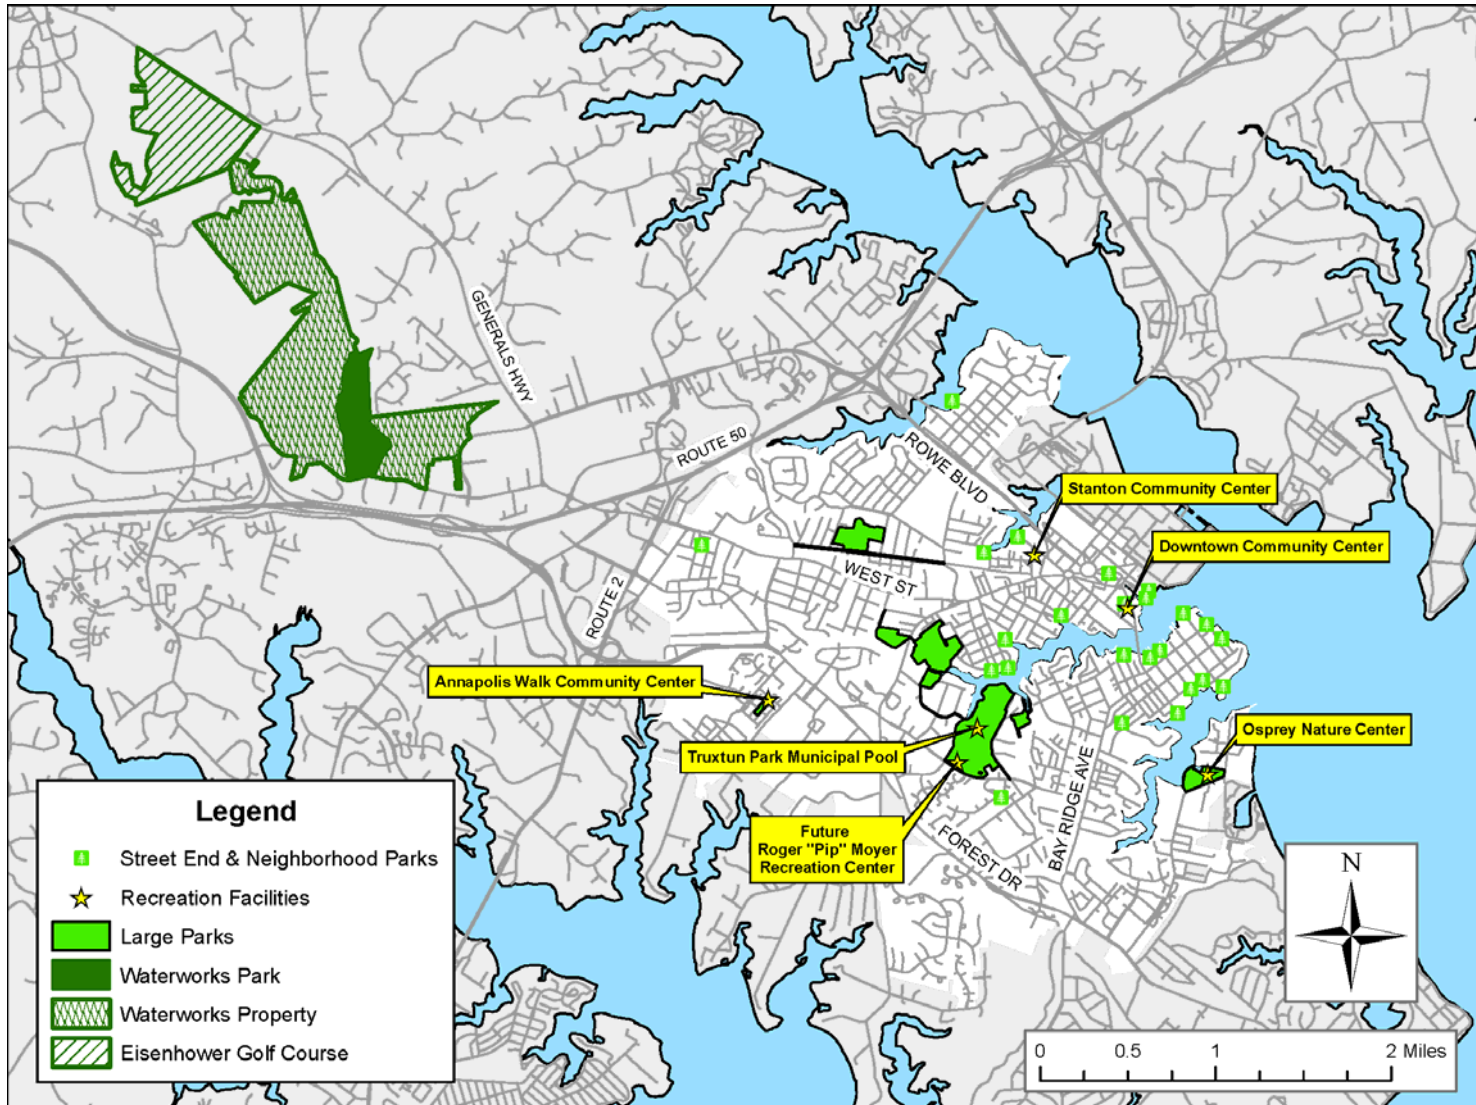 GENERALS HWY
ROUTE 50
ROWE BLVD
Stanton Community Center
Downtown Community Center
WEST ST
ROUTE 2
Annapolis Walk Community Center
Truxtun Park Municipal Pool
Osprey Nature Center
BAY RIDGE AVE
Future
Roger "Pip" Moyer
Recreation Center
FOREST DR
Legend
Street End & Neighborhood Parks
Recreation Facilities
Large Parks
Waterworks Park
Waterworks Property
Eisenhower Golf Course
N
0 0.5 1 2 Miles